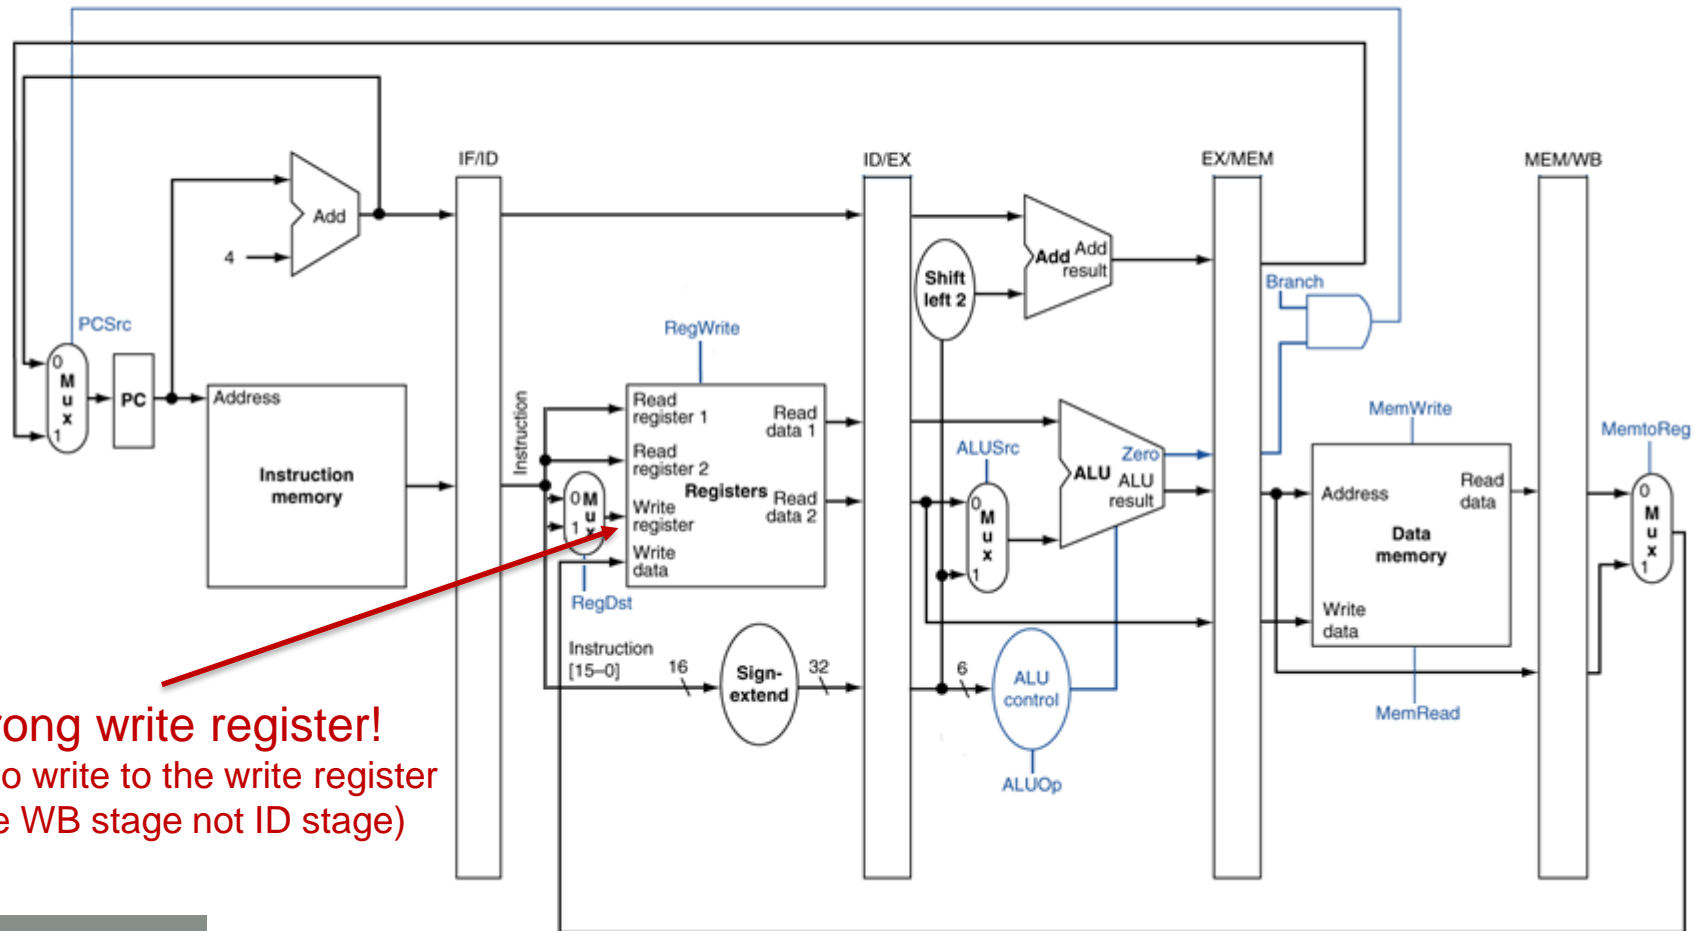 IF/ID
ID/EX
EX/MEM
MEM/WB
Add
4
Add Add
result
Shift
left 2
Branch
PCSrc
RegWrite
0
M
u
x
1
PC
Address
Instruction
memory
Instruction
Read
register 1
Read
register 2
Write
register
Write
data
Registers
Read
data 1
Read
data 2
0
M
u
x
1
RegDst
Instruction
[15–0]
16
Sign-
extend
32
ALUSrc
0
M
u
x
1
ALU
Zero
ALU
result
6
ALU
control
ALUOp
MemWrite
Address
Read
data
Data
memory
Write
data
MemRead
MemtoReg
0
M
u
x
1
write register!
write to the write register
WB stage not ID stage)